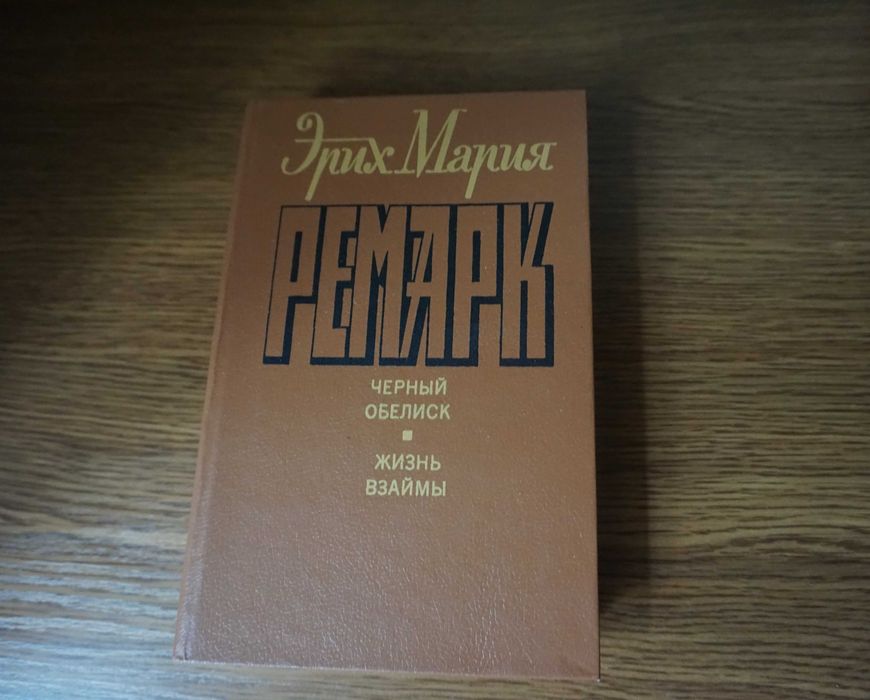 Эрих Мария
РЕМАРК
ЧЕРНЫЙ
ОБЕЛИСК
ЖИЗНЬ
ВЗАЙМЫ